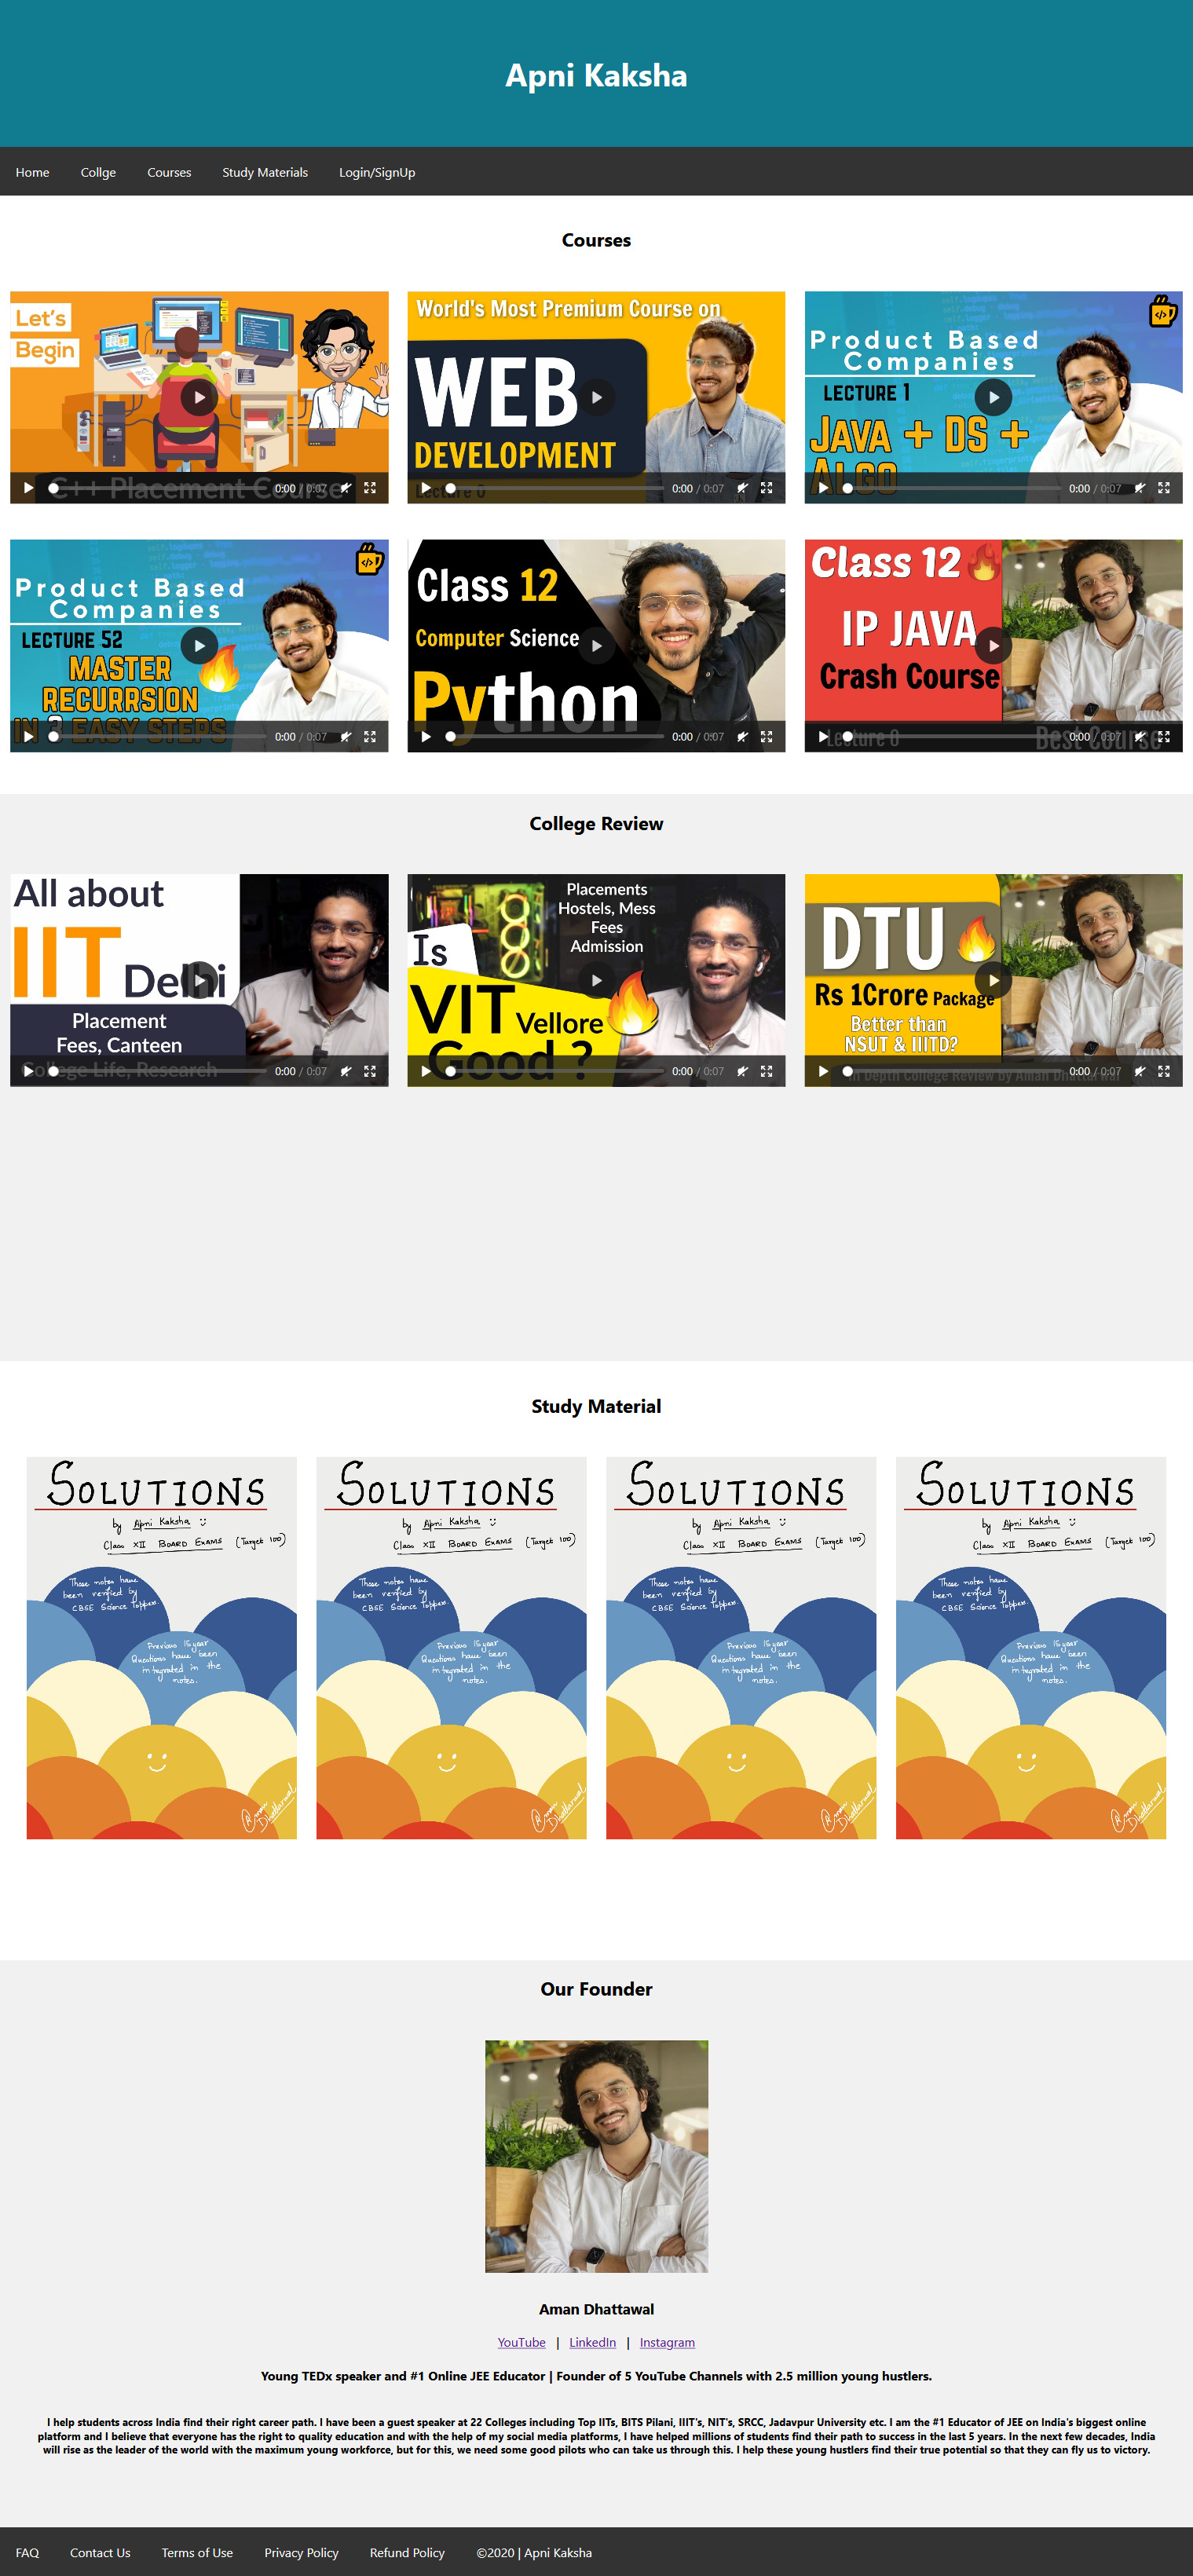 Apni Kaksha
Home Collge Courses Study Materials Login/SignUp
Courses
Let's
Begin
C++ Placement Course
0:00 / 0:07
World's Most Premium Course on
WEB
DEVELOPMENT
Lecture 0
0:00 / 0:07
Product Based
Companies
LECTURE 1
JAVA + DS +
ALGO
0:00 / 0:07
Product Based
Companies
LECTURE 52
MASTER
RECURRSION
IN 3 EASY STEPS
0:00 / 0:07
Class 12
Computer Science
Python
0:00 / 0:07
Class 12
IP JAVA
Crash Course
Lecture 0 Best Course
0:00 / 0:07
College Review
All about
IIT Delhi
Placement
Fees, Canteen
College Life, Research
0:00 / 0:07
Placements
Hostels, Mess
Fees
Admission
Is
VIT Vellore
Good ?
0:00 / 0:07
DTU
Rs 1Crore Package
Better than
NSUT & IIITD?
In Depth College Review by Aman Dhattarwal
0:00 / 0:07
Study Material
SOLUTIONS
by Apni Kaksha
Class XII BOARD EXAMS (Target 100)
These notes have
been verified by
CBSE Science Toppers.
Previous 15 year
Questions have been
integrated in the
notes.
Aman Dhattarwal
SOLUTIONS
by Apni Kaksha
Class XII BOARD EXAMS (Target 100)
These notes have
been verified by
CBSE Science Toppers.
Previous 15 year
Questions have been
integrated in the
notes.
Aman Dhattarwal
SOLUTIONS
by Apni Kaksha
Class XII BOARD EXAMS (Target 100)
These notes have
been verified by
CBSE Science Toppers.
Previous 15 year
Questions have been
integrated in the
notes.
Aman Dhattarwal
SOLUTIONS
by Apni Kaksha
Class XII BOARD EXAMS (Target 100)
These notes have
been verified by
CBSE Science Toppers.
Previous 15 year
Questions have been
integrated in the
notes.
Aman Dhattarwal
Our Founder
Aman Dhattawal
YouTube | LinkedIn | Instagram
Young TEDx speaker and #1 Online JEE Educator | Founder of 5 YouTube Channels with 2.5 million young hustlers.
I help students across India find their right career path. I have been a guest speaker at 22 Colleges including Top IITs, BITS Pilani, IIIT's, NIT's, SRCC, Jadavpur University etc. I am the #1 Educator of JEE on India's biggest online
platform and I believe that everyone has the right to quality education and with the help of my social media platforms, I have helped millions of students find their path to success in the last 5 years. In the next few decades, India
will rise as the leader of the world with the maximum young workforce, but for this, we need some good pilots who can take us through this. I help these young hustlers find their true potential so that they can fly us to victory.
FAQ Contact Us Terms of Use Privacy Policy Refund Policy ©2020 | Apni Kaksha